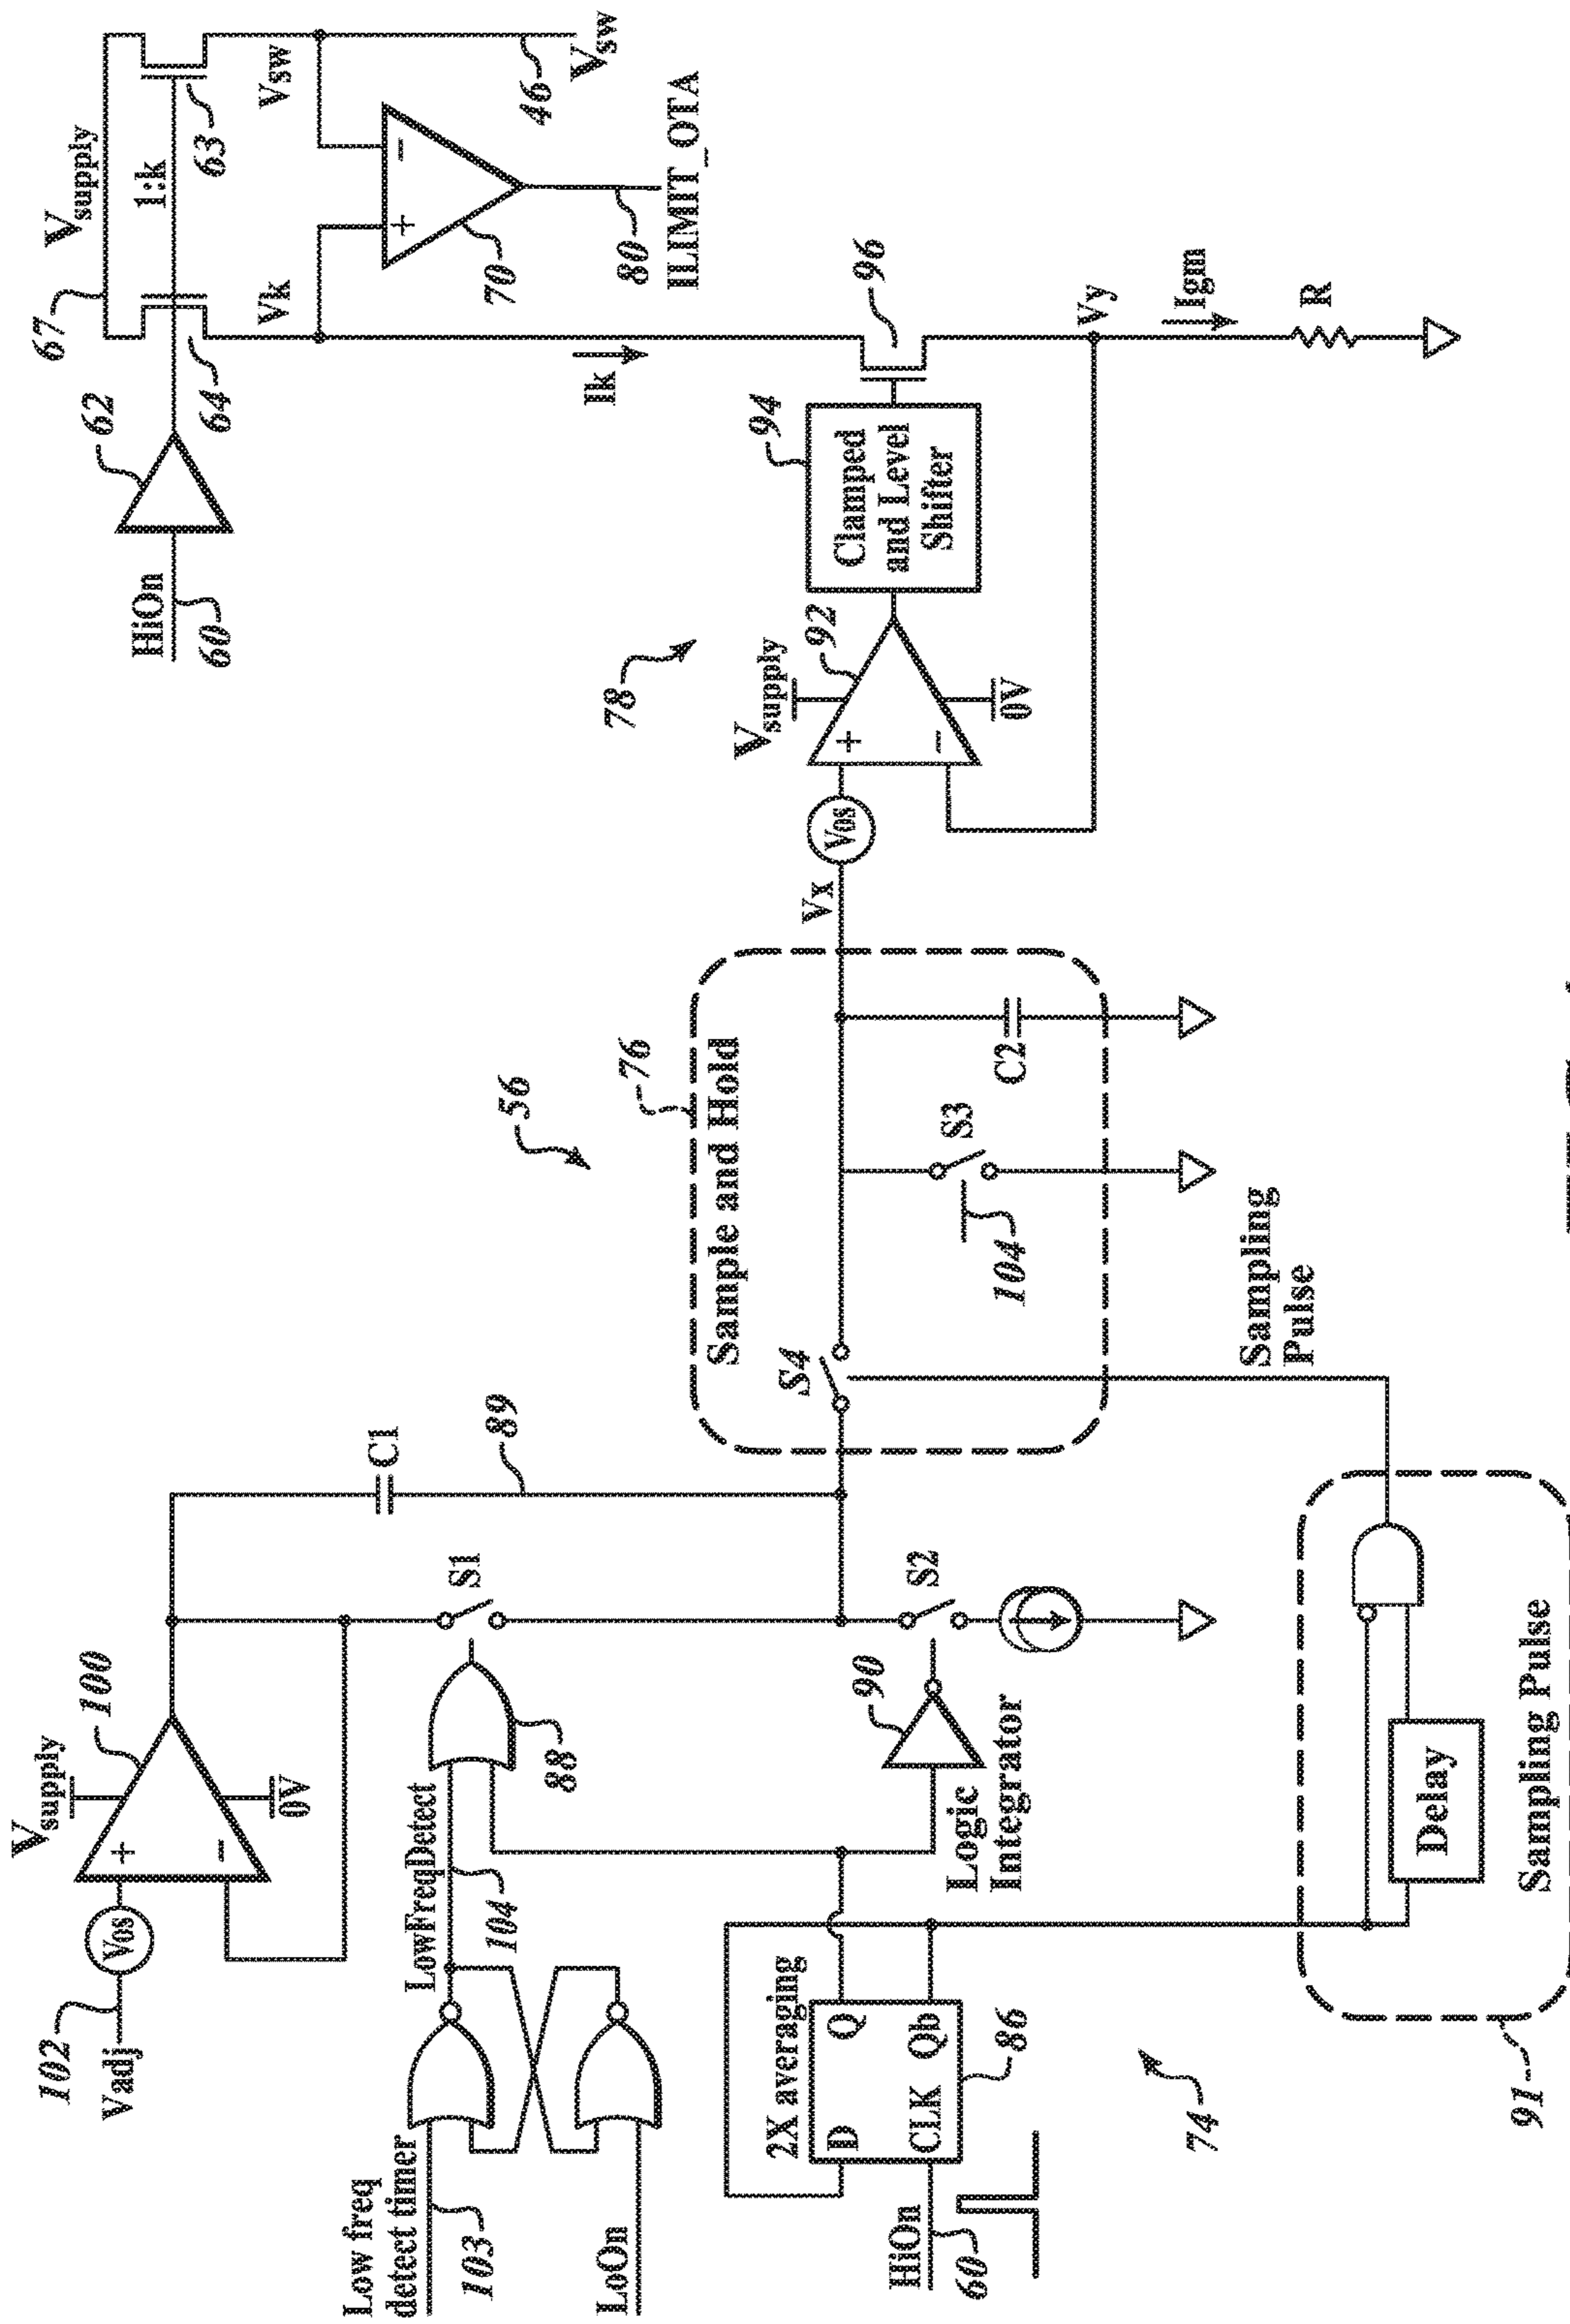 Vsupply
102
Vadj
Vos
+
−
100
0V
C1
89
Low freq
detect timer
103
LoOn
LowFreqDetect
104
88
S1
2X averaging
D
Q
CLK
Qb
HiOn
60
86
90
Logic
Integrator
S2
74
91
Delay
Sampling Pulse
Sampling
Pulse
56
76
Sample and Hold
S4
S3
104
C2
Vx
Vos
78
Vsupply
92
+
−
0V
94
Clamped
and Level
Shifter
96
Vy
Igm
R
HiOn
60
62
64
67
Vsupply
1:k
63
Vk
Ik
Vsw
+
−
70
80
ILIMIT_OTA
46
Vsw